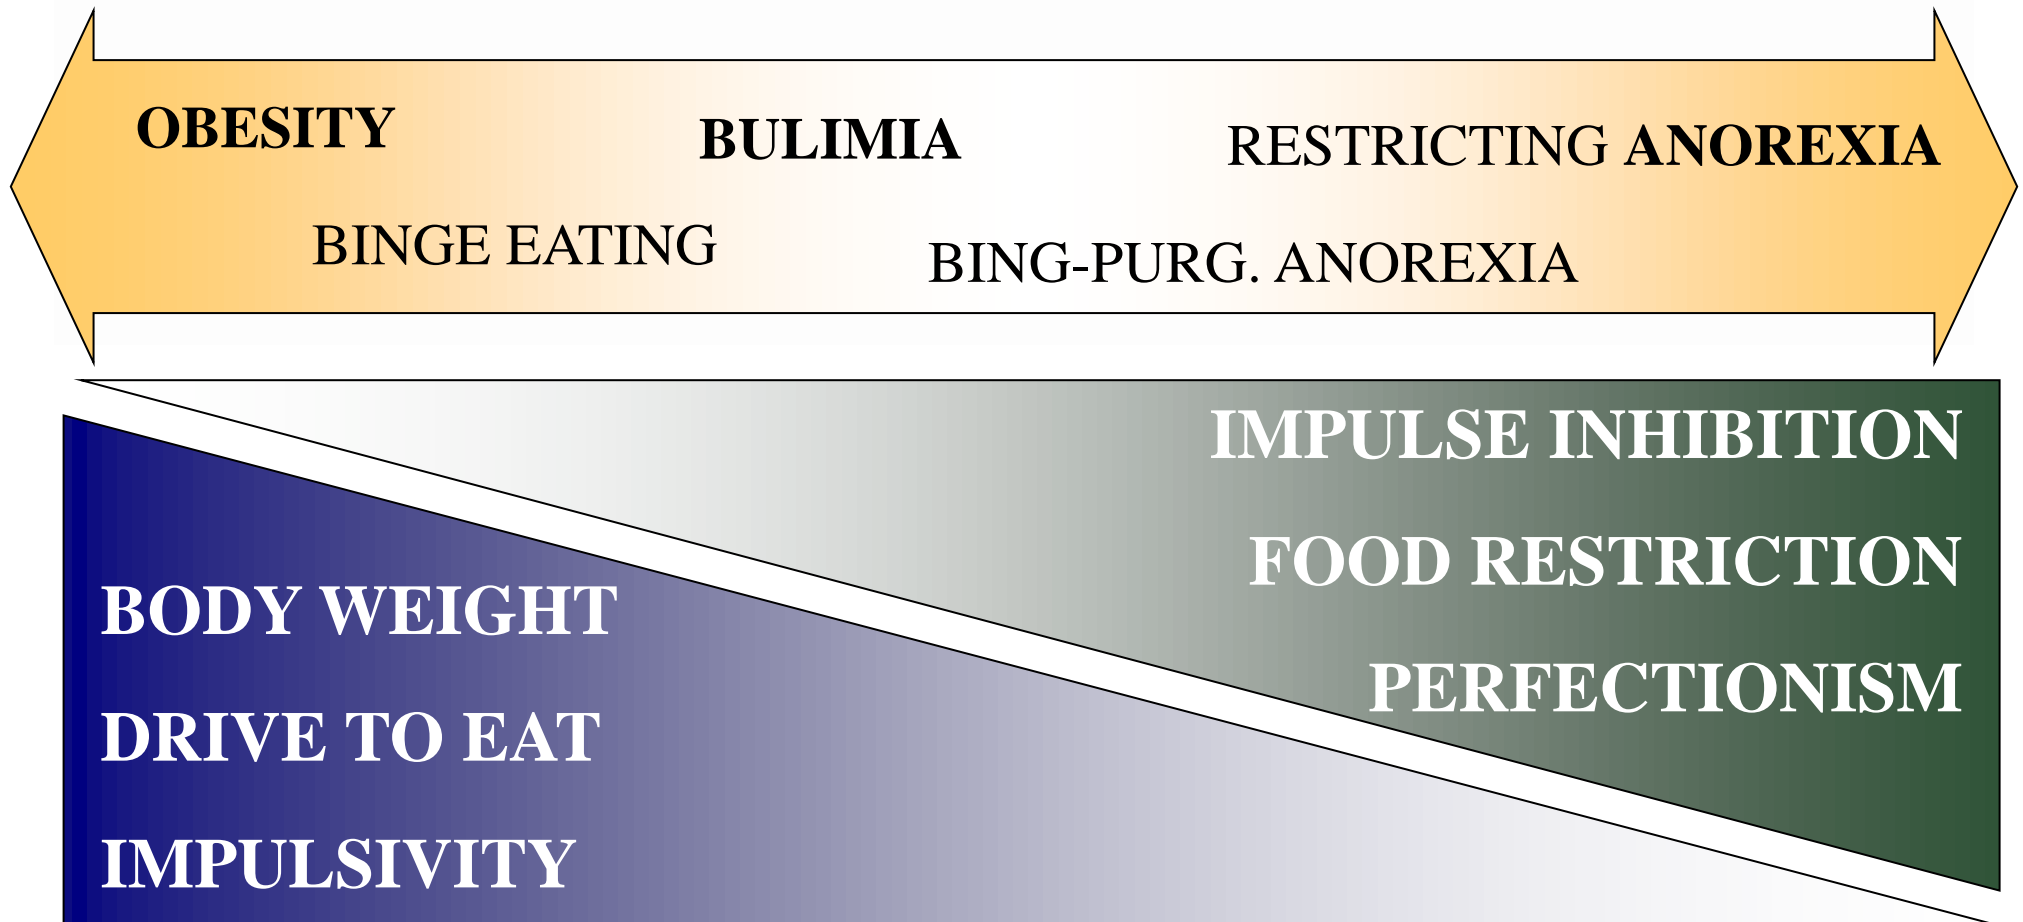 OBESITY
BULIMIA
RESTRICTING ANOREXIA
BINGE EATING
BING-PURG. ANOREXIA
IMPULSE INHIBITION
FOOD RESTRICTION
PERFECTIONISM
BODY WEIGHT
DRIVE TO EAT
IMPULSIVITY